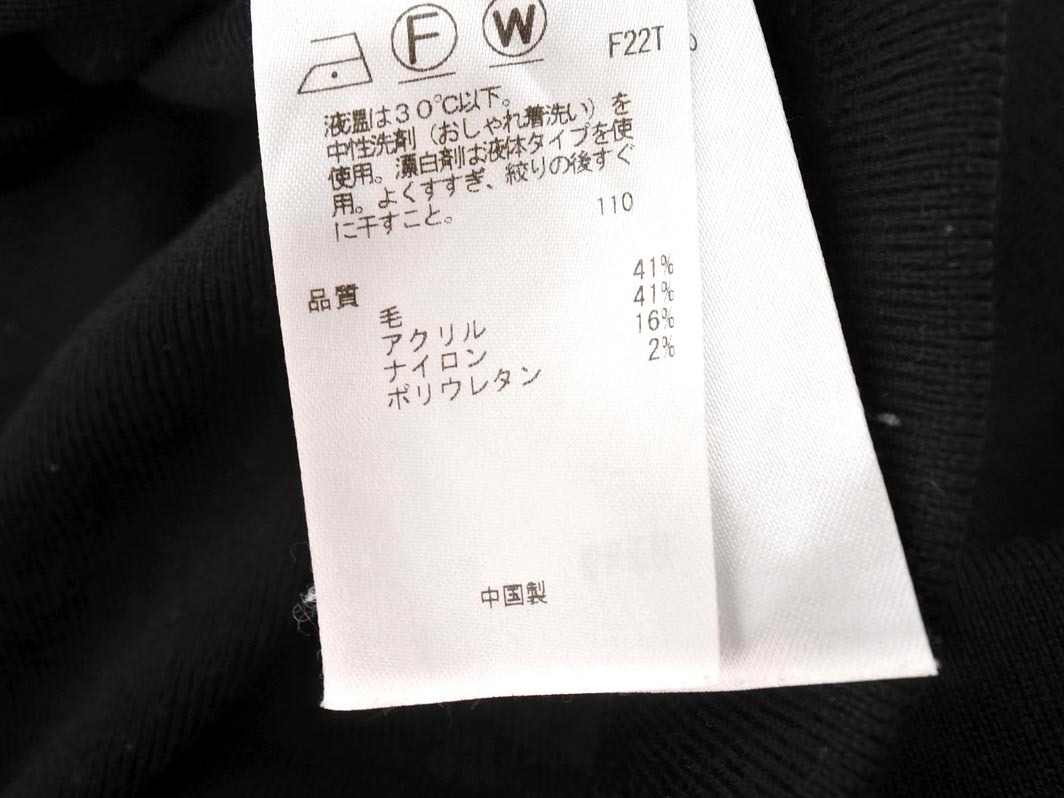 F W
F22T
液温は30℃以下。
中性洗剤（おしゃれ着洗い）を
使用。漂白剤は液体タイプを使
用。よくすすぎ、絞りの後すぐ
に干すこと。
110
品質
毛 41%
アクリル 41%
ナイロン 16%
ポリウレタン 2%
中国製